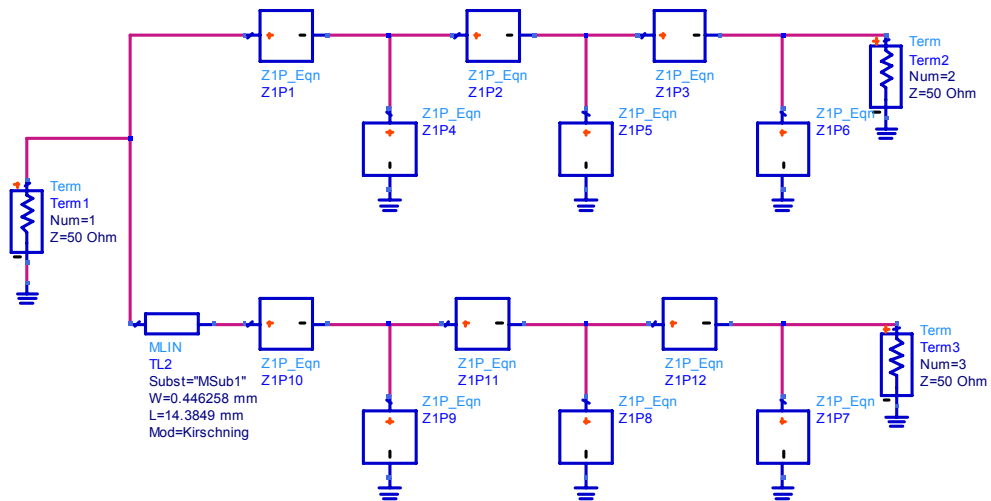 Z1P_Eqn
Z1P1
Z1P_Eqn
Z1P2
Z1P_Eqn
Z1P3
Term
Term2
Num=2
Z=50 Ohm
Z1P_Eqn
Z1P4
Z1P_Eqn
Z1P5
Z1P_Eqn
Z1P6
Term
Term1
Num=1
Z=50 Ohm
MLIN
TL2
Subst="MSub1"
W=0.446258 mm
L=14.3849 mm
Mod=Kirschning
Z1P_Eqn
Z1P10
Z1P_Eqn
Z1P11
Z1P_Eqn
Z1P12
Term
Term3
Num=3
Z=50 Ohm
Z1P_Eqn
Z1P9
Z1P_Eqn
Z1P8
Z1P_Eqn
Z1P7